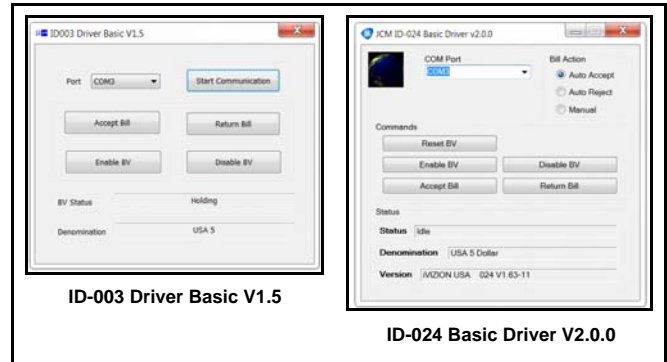 ID003 Driver Basic V1.5
Port COM3 Start Communication
Accept Bill Return Bill
Enable BV Disable BV
BV Status Holding
Denomination USA 5
ID-003 Driver Basic V1.5
JCM ID-024 Basic Driver v2.0.0
COM Port Bill Action
COM3 Auto Accept
Auto Reject
Manual
Commands
Reset BV
Enable BV Disable BV
Accept Bill Return Bill
Status
Status Idle
Denomination USA 5 Dollar
Version iVIZION USA 024 V1.63-11
ID-024 Basic Driver V2.0.0